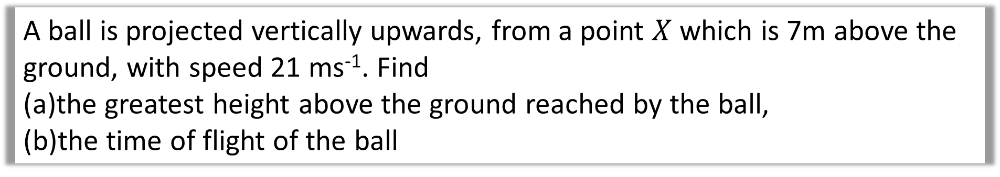 A ball is projected vertically upwards, from a point X which is 7m above the
ground, with speed 21 ms⁻¹. Find
(a)the greatest height above the ground reached by the ball,
(b)the time of flight of the ball